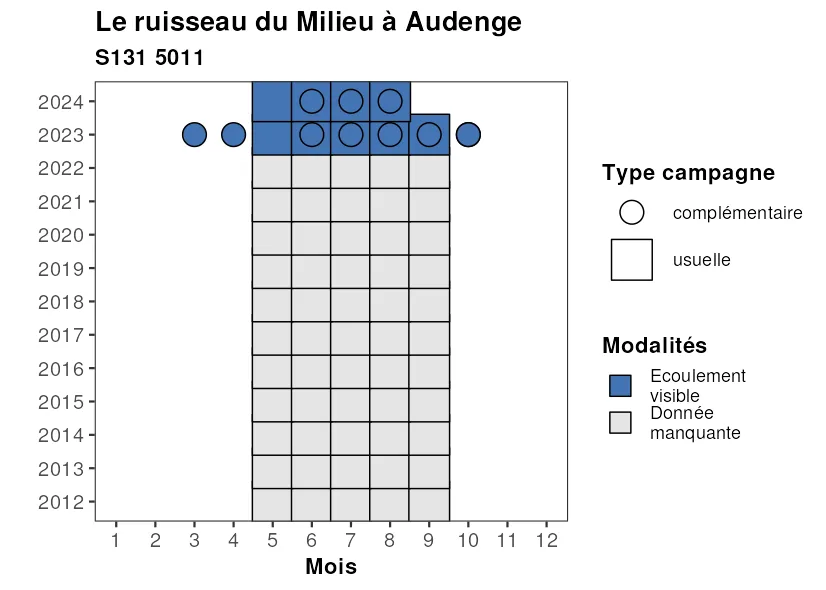 Le ruisseau du Milieu à Audenge
S131 5011
2024
2023
2022
2021
2020
2019
2018
2017
2016
2015
2014
2013
2012
1 2 3 4 5 6 7 8 9 10 11 12
Mois
Type campagne
complémentaire
usuelle
Modalités
Ecoulement
visible
Donnée
manquante